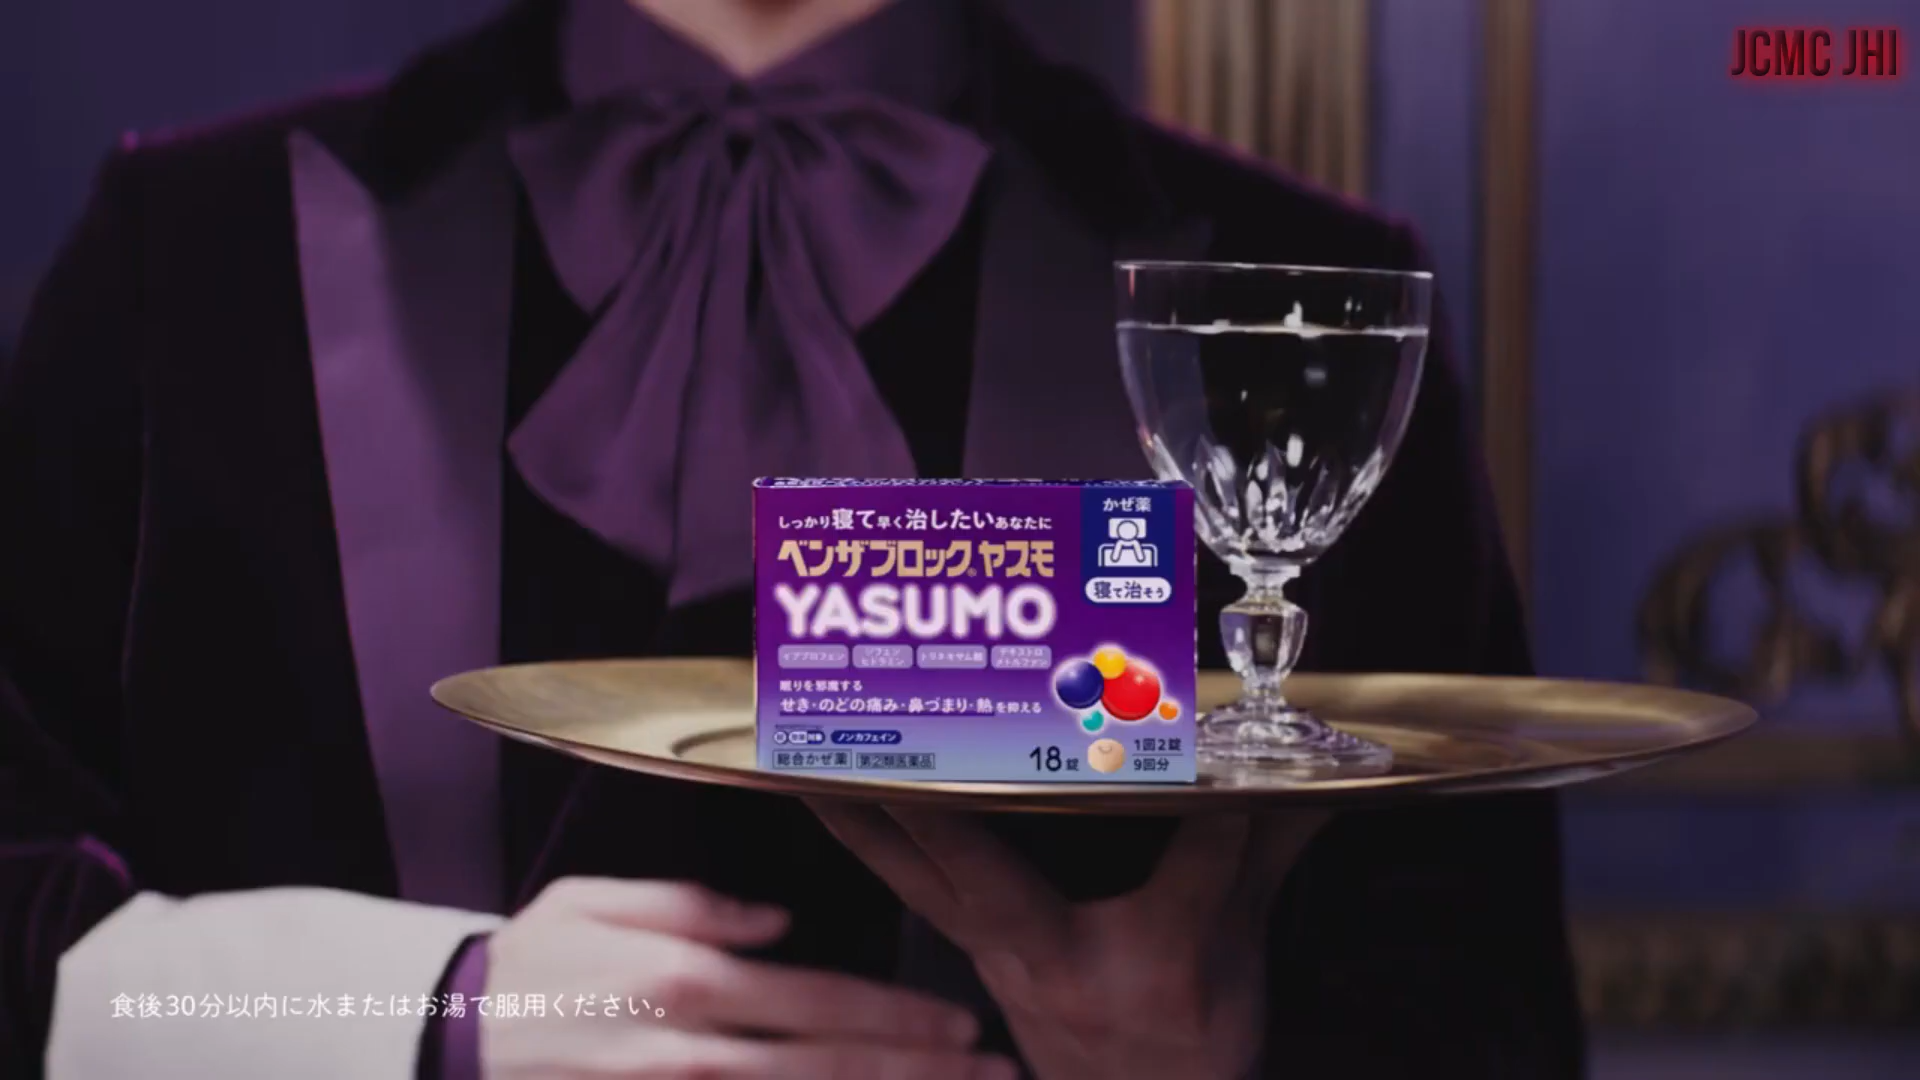 JCMC JHI
しっかり寝て早く治したいあなたに
ベンザブロック®ヤスモ
YASUMO
イブプロフェン ジフェンヒドラミン トラネキサム酸 デキストロメトルファン
眠りを邪魔する
せき・のどの痛み・鼻づまり・熱を抑える
ノンカフェイン
総合かぜ薬 第②類医薬品
かぜ薬
寝て治そう
18錠
1回2錠
9回分
食後30分以内に水またはお湯で服用ください。